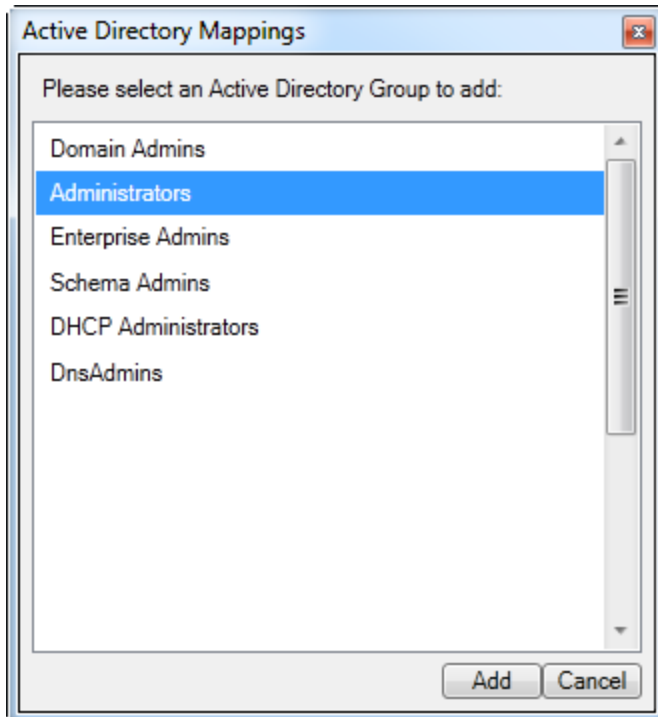 Active Directory Mappings
Please select an Active Directory Group to add:
Domain Admins
Administrators
Enterprise Admins
Schema Admins
DHCP Administrators
DnsAdmins
Add Cancel